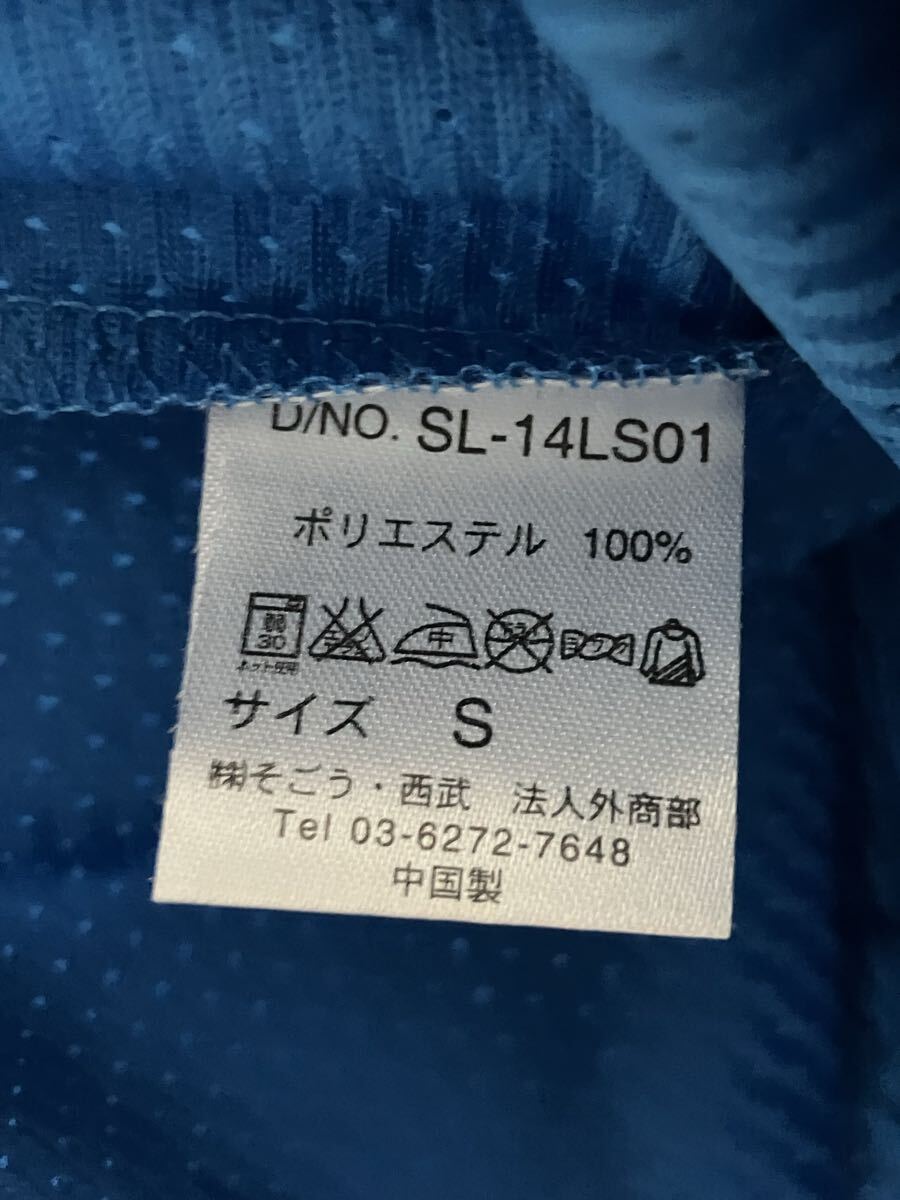 D/NO. SL-14LS01
ポリエステル 100%
弱 30 中
ネット使用
サイズ S
㈱そごう・西武 法人外商部
Tel 03-6272-7648
中国製